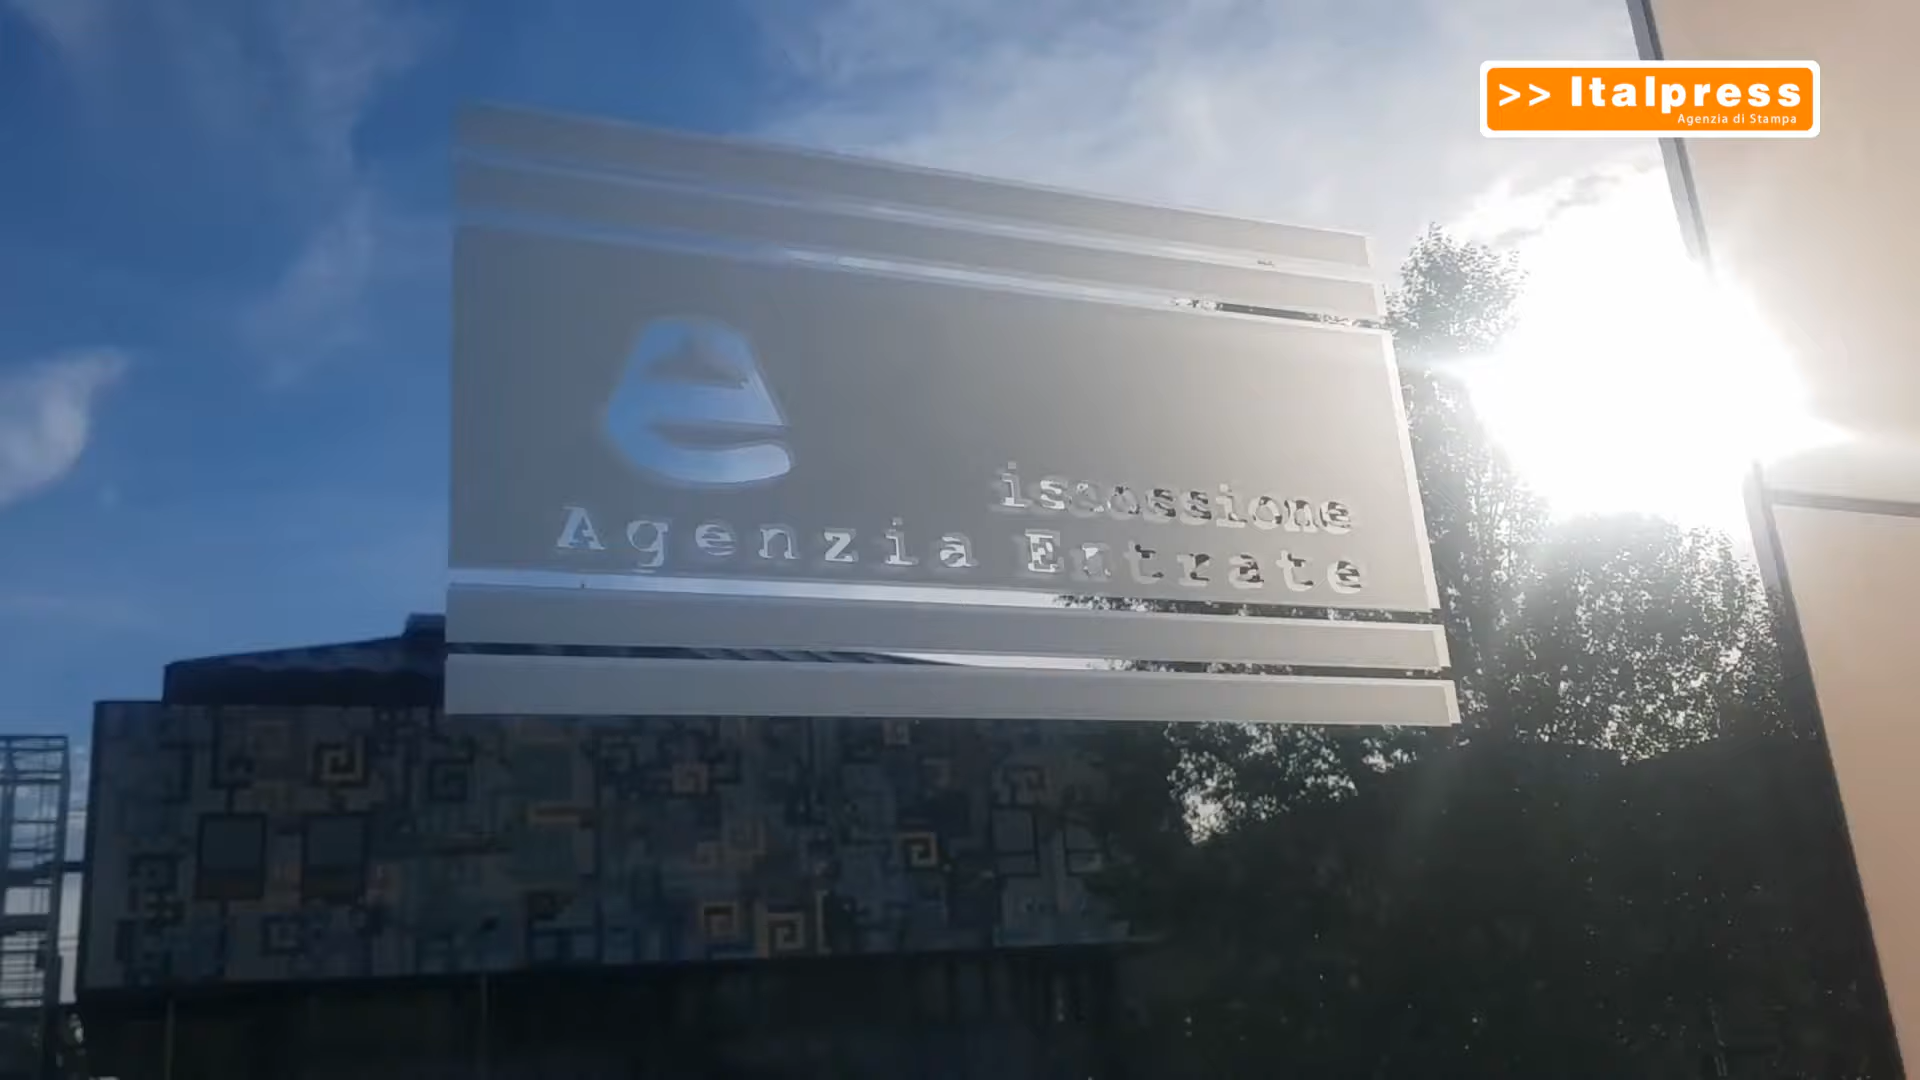 >> Italpress
Agenzia di Stampa
iscossione
Agenzia Entrate